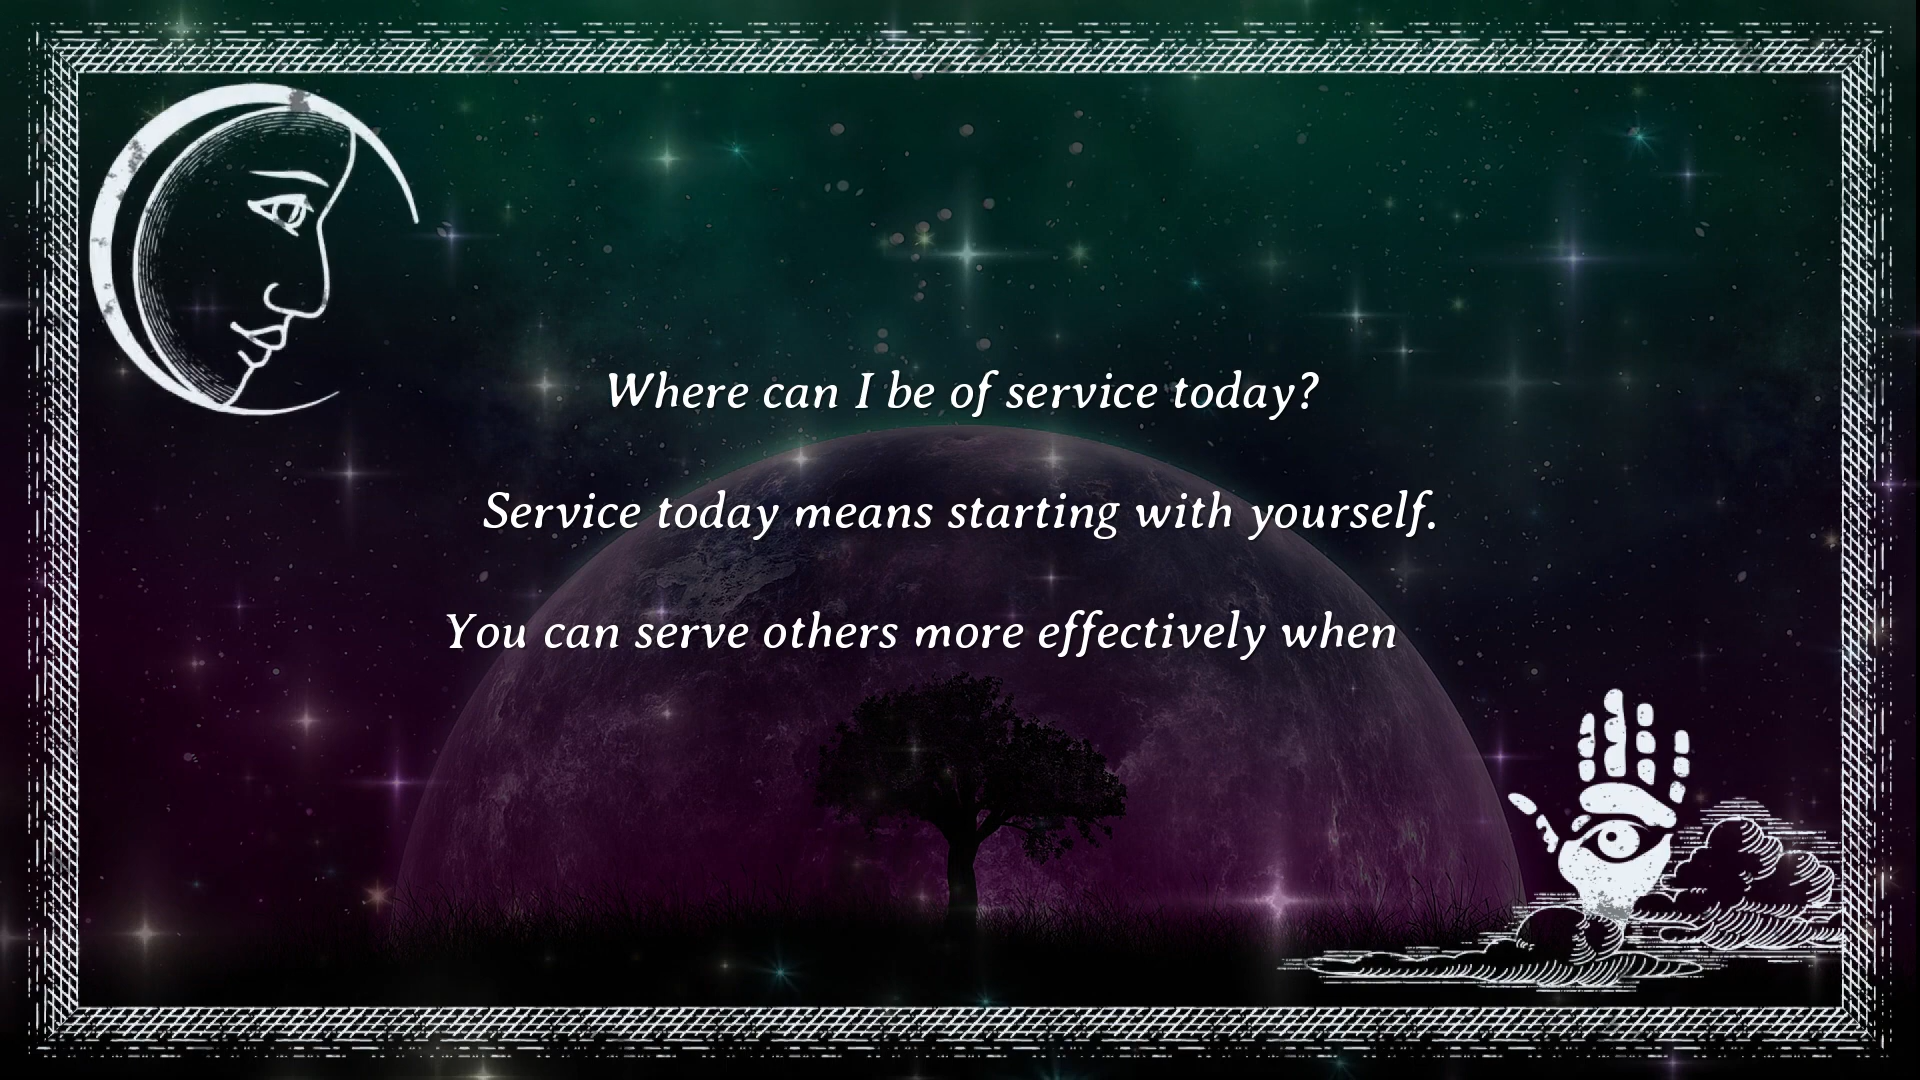 Where can I be of service today?
Service today means starting with yourself.
You can serve others more effectively when